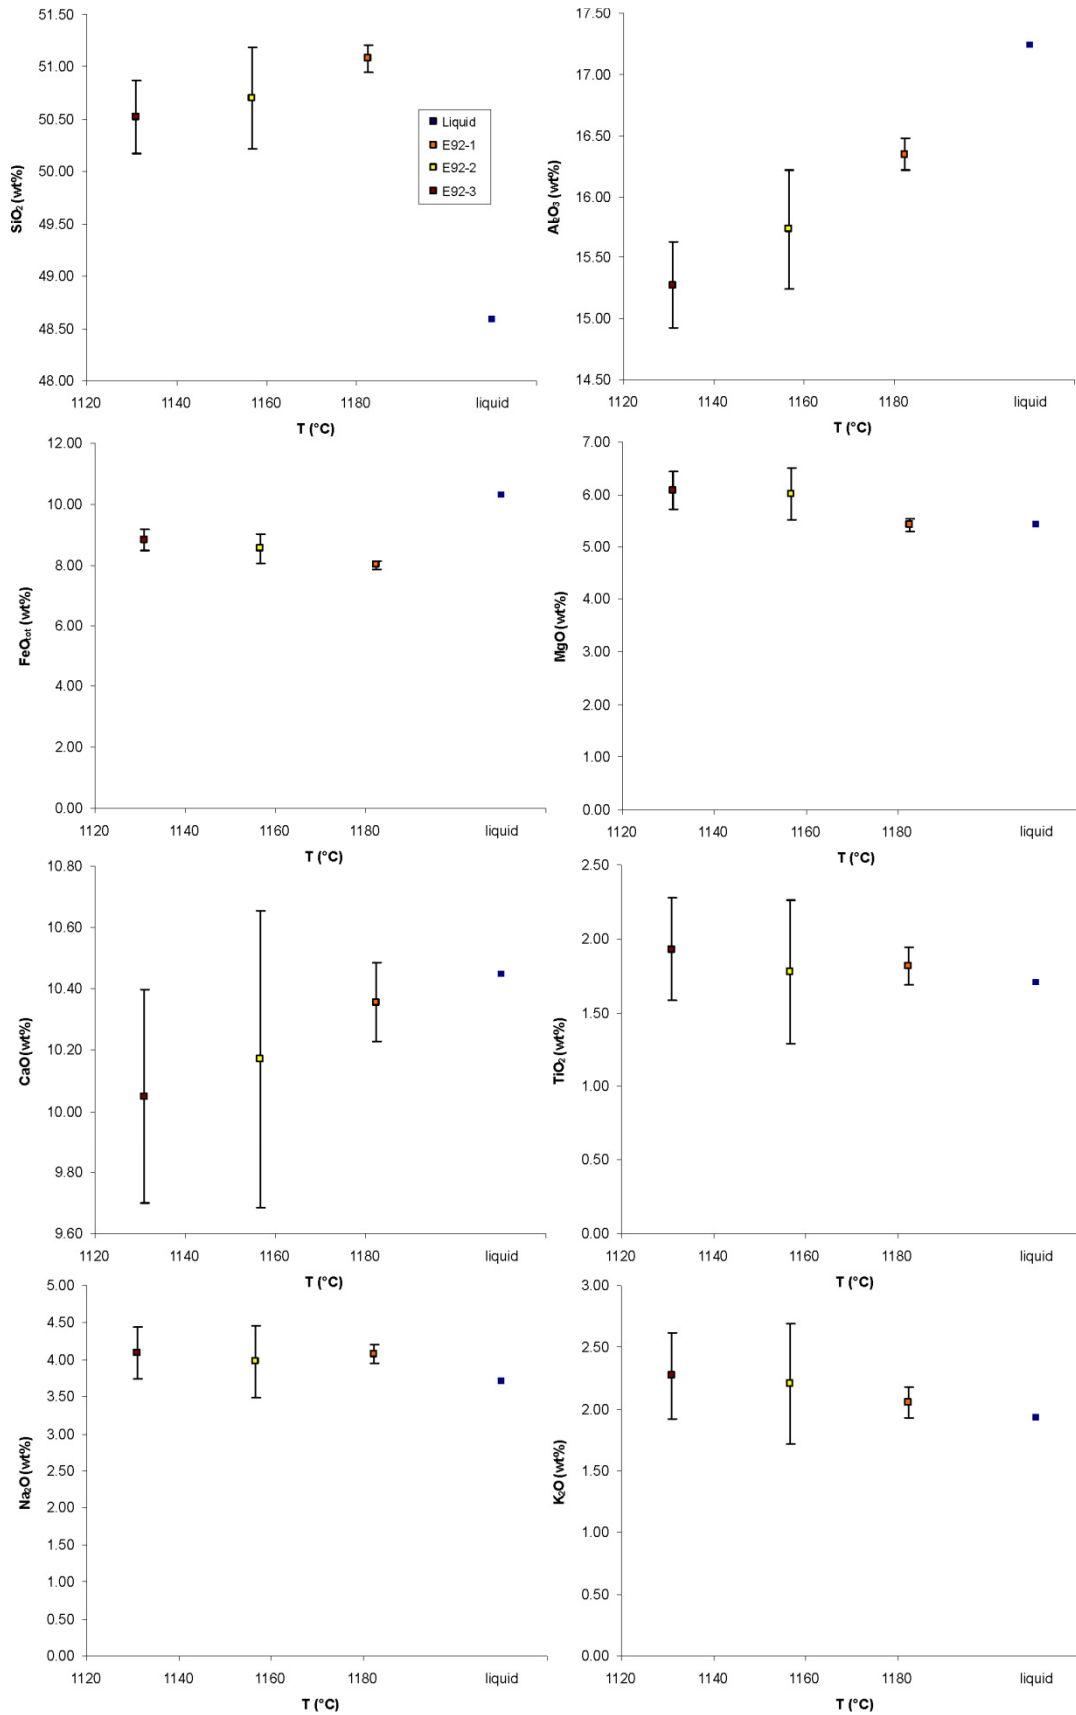 51.50
51.00
50.50
50.00
49.50
49.00
48.50
48.00
SiO₂ (wt%)
1120 1140 1160 1180 liquid
T (°C)
Liquid
E92-1
E92-2
E92-3
17.50
17.00
16.50
16.00
15.50
15.00
14.50
Al₂O₃ (wt%)
1120 1140 1160 1180 liquid
T (°C)
12.00
10.00
8.00
6.00
4.00
2.00
0.00
FeOₜₒₜ (wt%)
1120 1140 1160 1180 liquid
T (°C)
7.00
6.00
5.00
4.00
3.00
2.00
1.00
0.00
MgO (wt%)
1120 1140 1160 1180 liquid
T (°C)
10.80
10.60
10.40
10.20
10.00
9.80
9.60
CaO (wt%)
1120 1140 1160 1180 liquid
T (°C)
2.50
2.00
1.50
1.00
0.50
0.00
TiO₂ (wt%)
1120 1140 1160 1180 liquid
T (°C)
5.00
4.50
4.00
3.50
3.00
2.50
2.00
1.50
1.00
0.50
0.00
Na₂O (wt%)
1120 1140 1160 1180 liquid
T (°C)
3.00
2.50
2.00
1.50
1.00
0.50
0.00
K₂O (wt%)
1120 1140 1160 1180 liquid
T (°C)